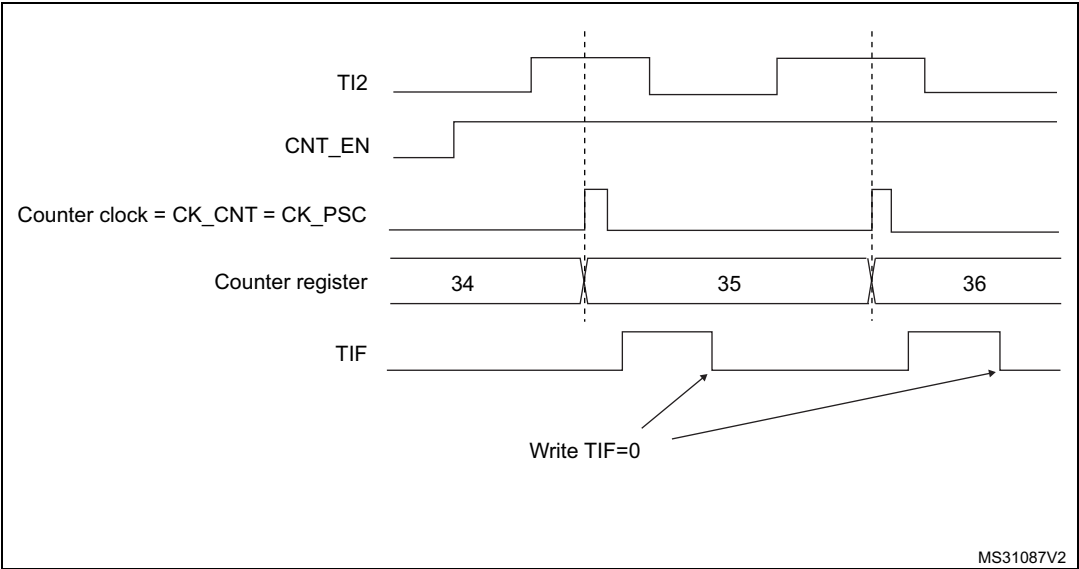 TI2
CNT_EN
Counter clock = CK_CNT = CK_PSC
Counter register
34
35
36
TIF
Write TIF=0
MS31087V2